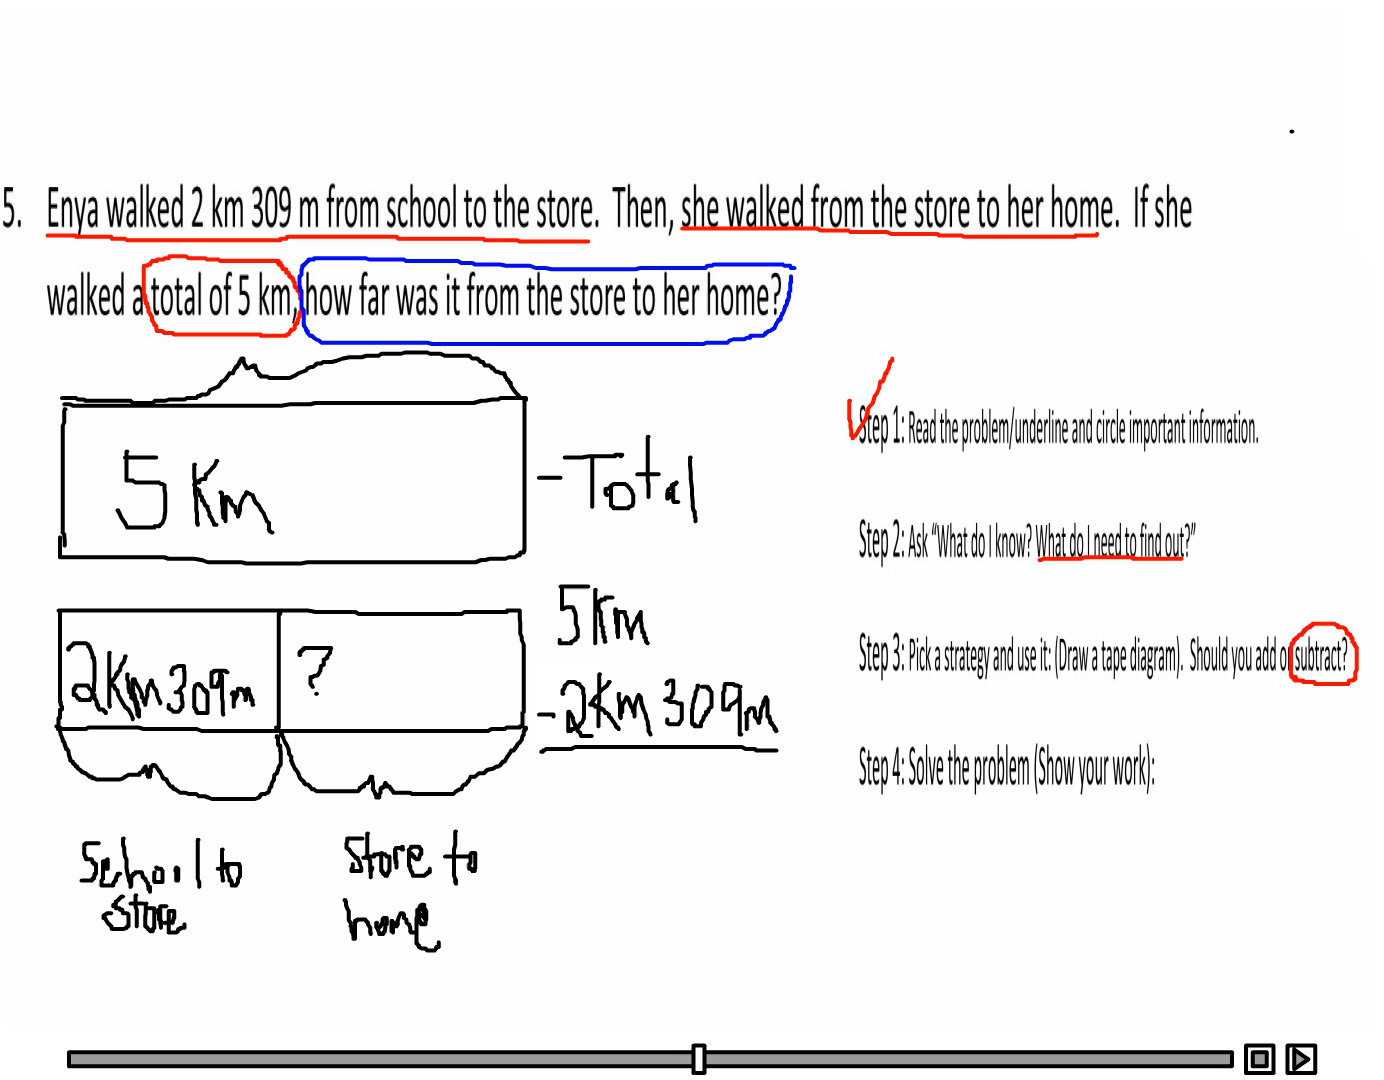 5. Enya walked 2 km 309 m from school to the store. Then, she walked from the store to her home. If she
walked a total of 5 km, how far was it from the store to her home?
Step 1: Read the problem/underline and circle important information.
5 Km
- Total
Step 2: Ask “What do I know? What do I need to find out?”
5Km
Step 3: Pick a strategy and use it: (Draw a tape diagram). Should you add or subtract?
2Km 309m
?
- 2Km 309m
Step 4: Solve the problem (Show your work):
School to
store
Store to
home